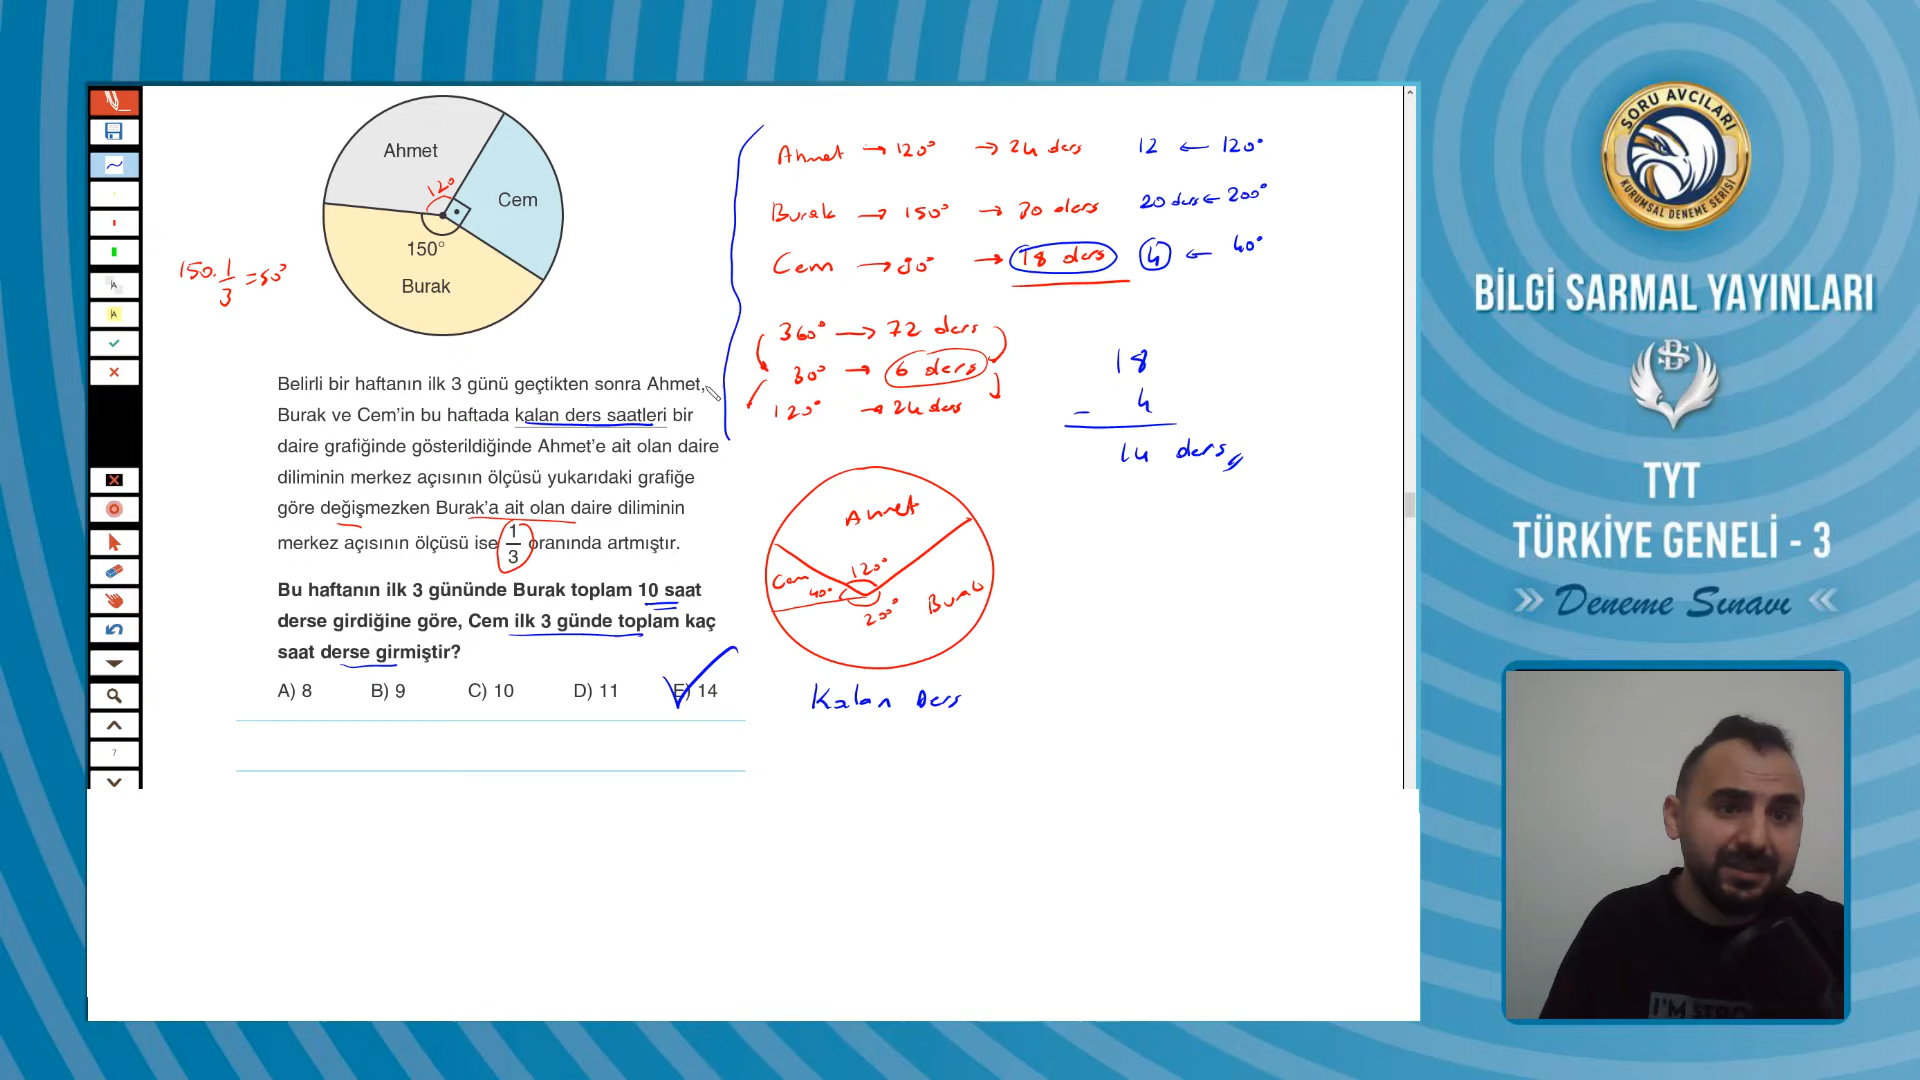 Ahmet
Cem
120
150°
Burak
150. 1/3 = 50°
Belirli bir haftanın ilk 3 günü geçtikten sonra Ahmet,
Burak ve Cem'in bu haftada kalan ders saatleri bir
daire grafiğinde gösterildiğinde Ahmet'e ait olan daire
diliminin merkez açısının ölçüsü yukarıdaki grafiğe
göre değişmezken Burak'a ait olan daire diliminin
merkez açısının ölçüsü ise 1/3 oranında artmıştır.
Bu haftanın ilk 3 gününde Burak toplam 10 saat
derse girdiğine göre, Cem ilk 3 günde toplam kaç
saat derse girmiştir?
A) 8 B) 9 C) 10 D) 11 E) 14
Ahmet → 120° → 24 ders 12 ← 120°
Burak → 150° → 30 ders 20 ders ← 200°
Cem → 90° → 18 ders 4 ← 40°
360° → 72 ders
30° → 6 ders
120° → 24 ders
18
- 4
14 ders
Ahmet
Cem
40°
120°
200°
Burak
Kalan Ders
7
SORU AVCILARI
KURUMSAL DENEME SERİSİ
BİLGİ SARMAL YAYINLARI
BS
TYT
TÜRKİYE GENELİ - 3
Deneme Sınavı
I'M STRO